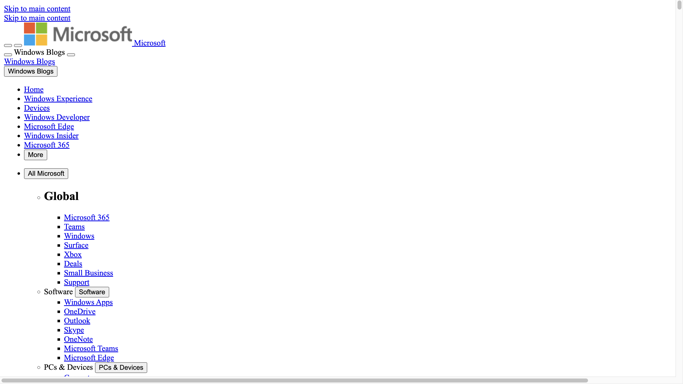 Skip to main content
Skip to main content
Microsoft Microsoft
Windows Blogs
Windows Blogs
Windows Blogs
Home
Windows Experience
Devices
Windows Developer
Microsoft Edge
Windows Insider
Microsoft 365
More
All Microsoft
Global
Microsoft 365
Teams
Windows
Surface
Xbox
Deals
Small Business
Support
Software Software
Windows Apps
OneDrive
Outlook
Skype
OneNote
Microsoft Teams
Microsoft Edge
PCs & Devices PCs & Devices